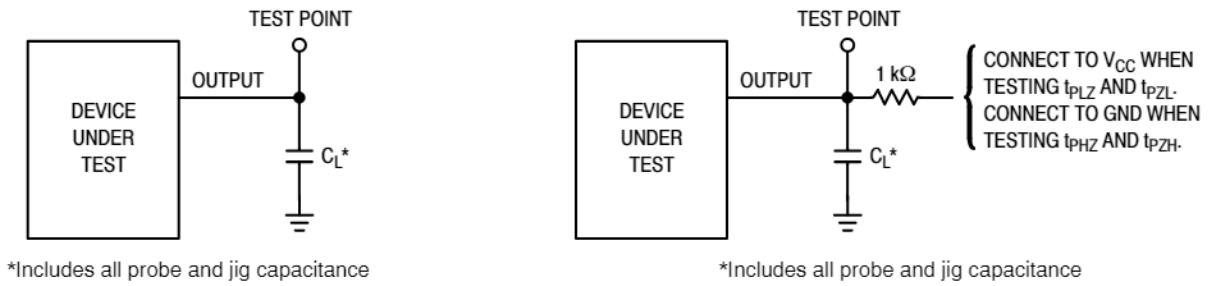 TEST POINT
OUTPUT
DEVICE
UNDER
TEST
C_L*
*Includes all probe and jig capacitance
TEST POINT
OUTPUT
1 kΩ
DEVICE
UNDER
TEST
C_L*
CONNECT TO V_CC WHEN
TESTING t_PLZ AND t_PZL.
CONNECT TO GND WHEN
TESTING t_PHZ AND t_PZH.
*Includes all probe and jig capacitance